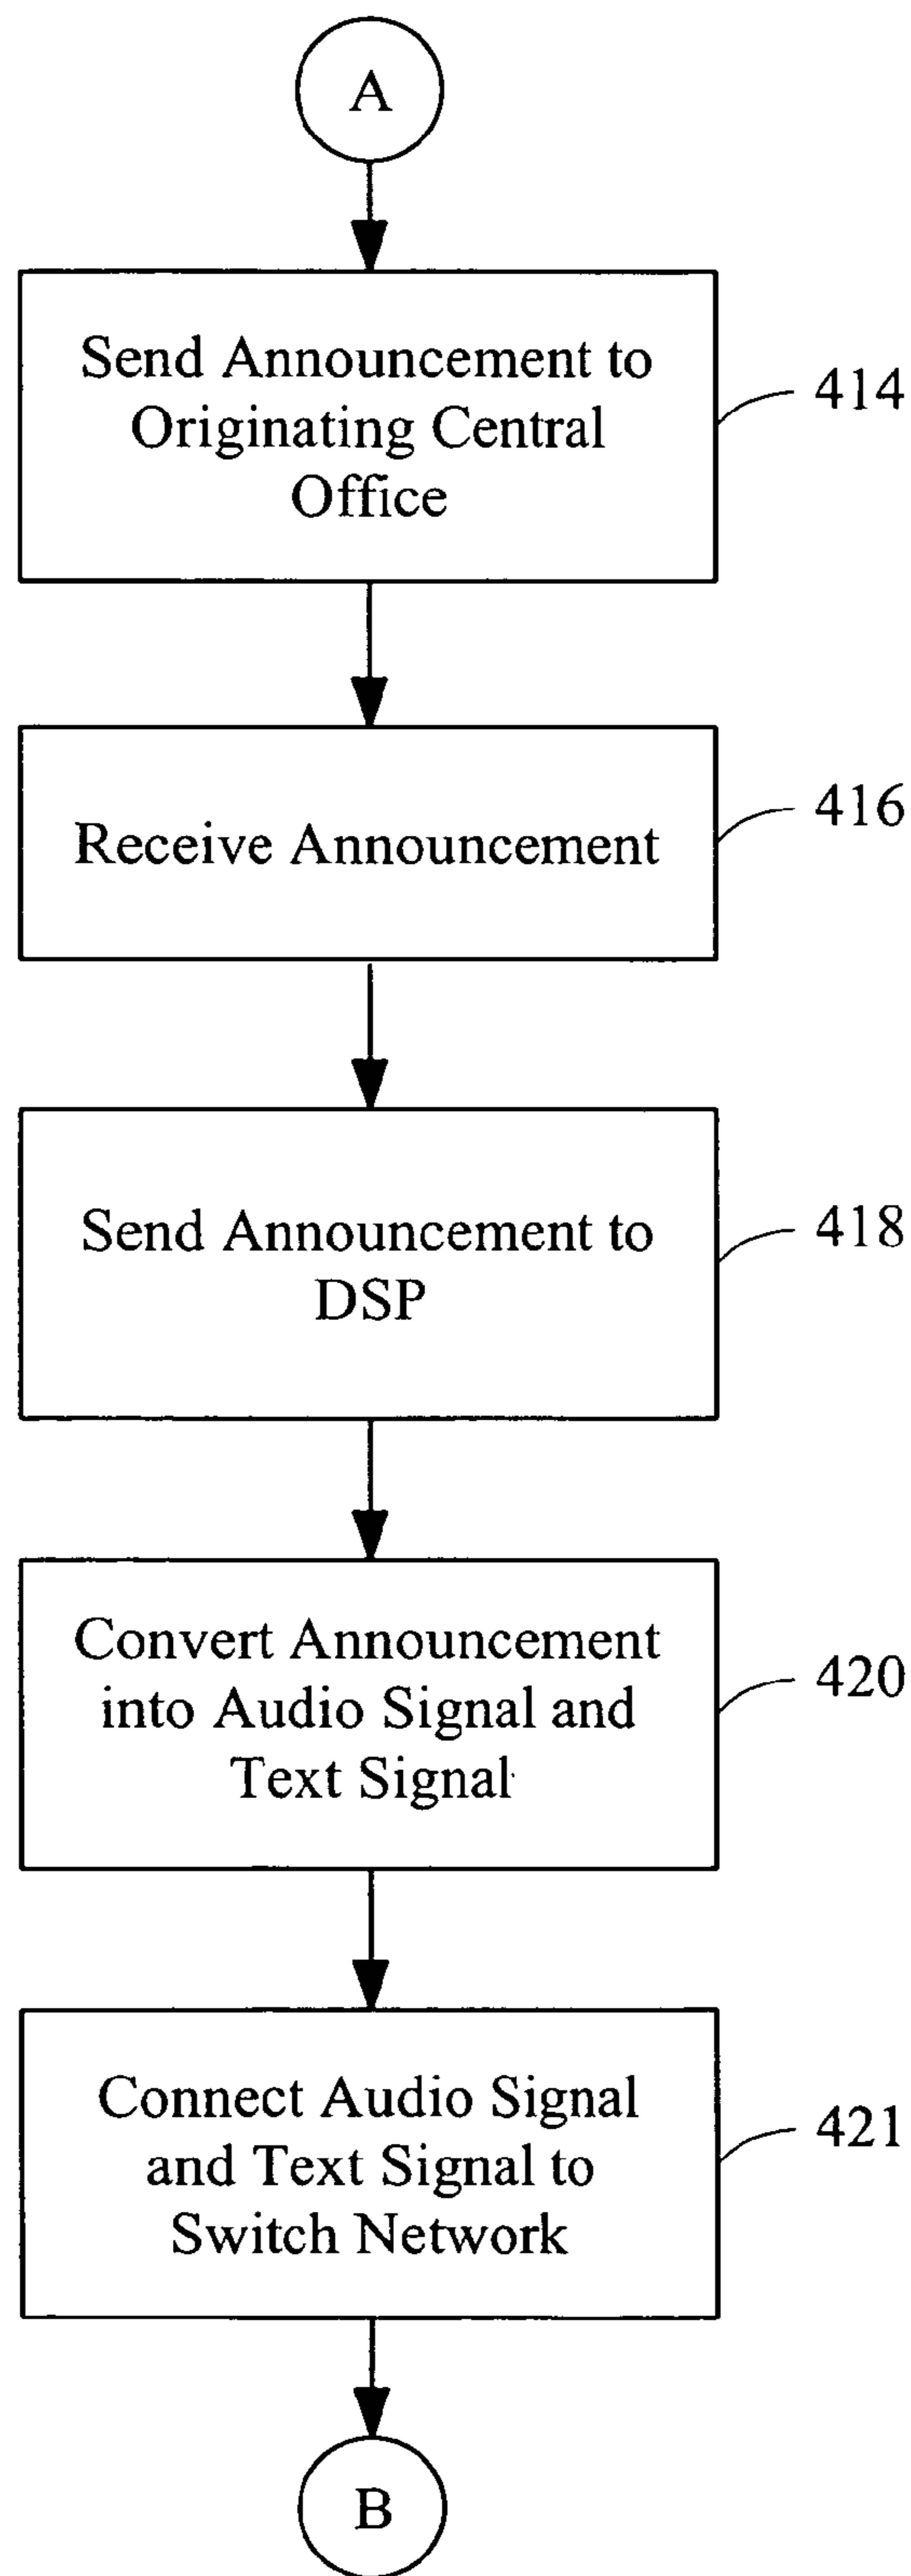 A
Send Announcement to
Originating Central
Office
414
Receive Announcement
416
Send Announcement to
DSP
418
Convert Announcement
into Audio Signal and
Text Signal
420
Connect Audio Signal
and Text Signal to
Switch Network
421
B